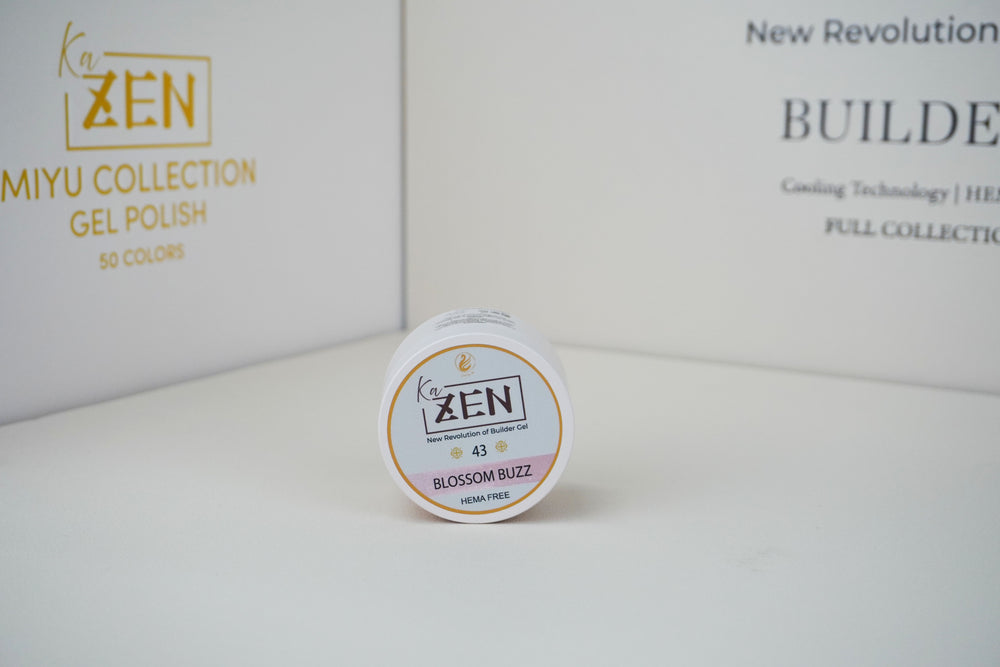 Ka
ZEN
MIYU COLLECTION
GEL POLISH
50 COLORS
New Revolution
BUILDE
Cooling Technology | HE
FULL COLLECTIO
Ka
ZEN
New Revolution of Builder Gel
43
BLOSSOM BUZZ
HEMA FREE